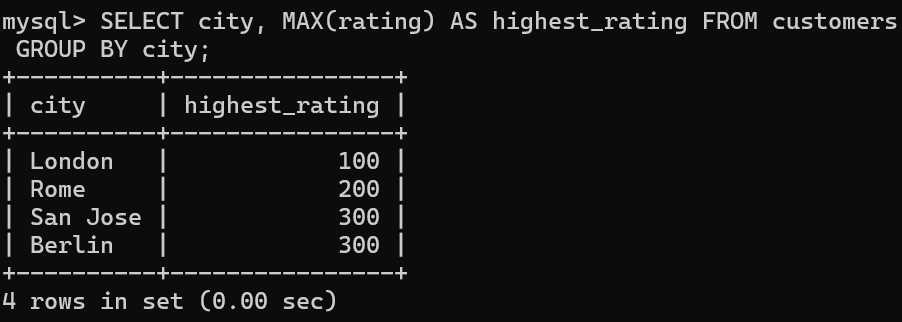 mysql> SELECT city, MAX(rating) AS highest_rating FROM customers
 GROUP BY city;
+----------+----------------+
| city     | highest_rating |
+----------+----------------+
| London   |            100 |
| Rome     |            200 |
| San Jose |            300 |
| Berlin   |            300 |
+----------+----------------+
4 rows in set (0.00 sec)